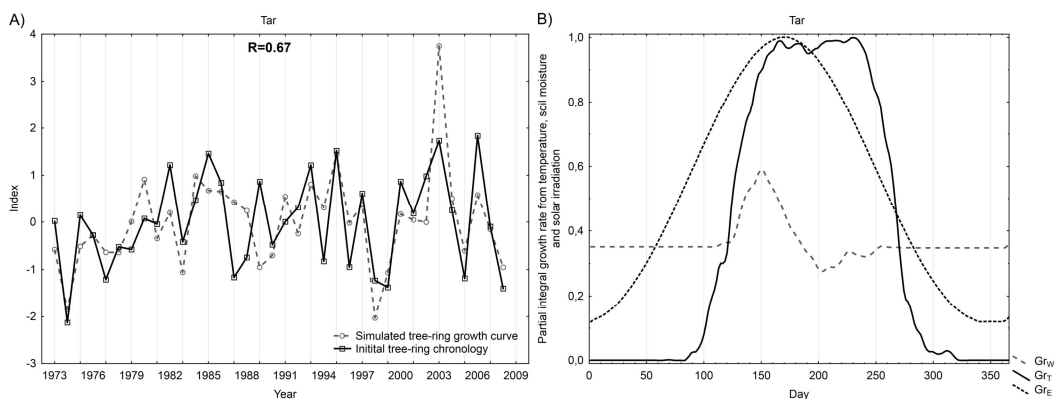 A)
Tar
R=0.67
Index
4
3
2
1
0
-1
-2
-3
Simulated tree-ring growth curve
Initital tree-ring chronology
1973 1976 1979 1982 1985 1988 1991 1994 1997 2000 2003 2006 2009
Year
B)
Tar
Partial integral growth rate from temperature, scil moisture
and solar irradiation
1,0
0,8
0,6
0,4
0,2
0,0
0 50 100 150 200 250 300 350
Day
GrW
GrT
GrE